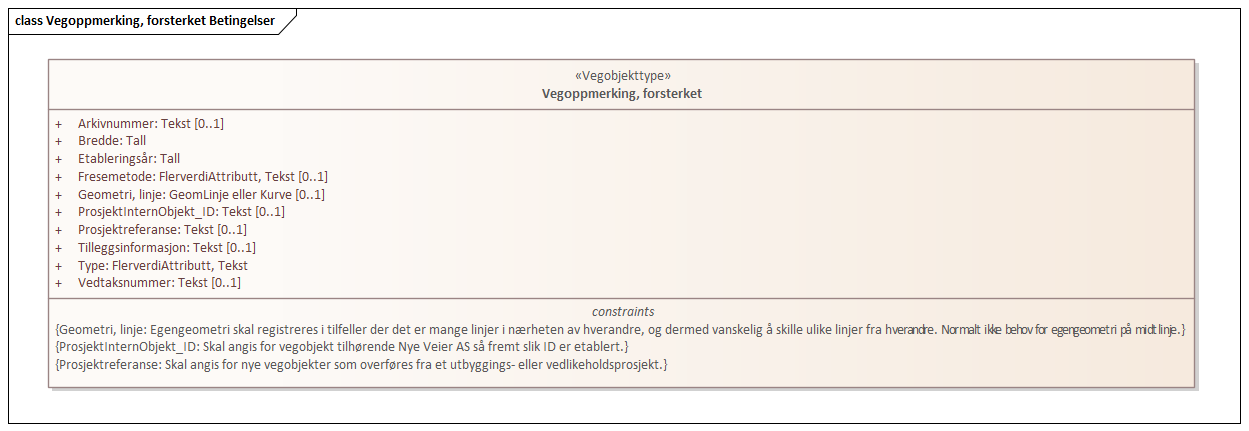 class Vegoppmerking, forsterket Betingelser
«Vegobjekttype»
Vegoppmerking, forsterket
+ Arkivnummer: Tekst [0..1]
+ Bredde: Tall
+ Etableringsår: Tall
+ Fresemetode: FlerverdiAttributt, Tekst [0..1]
+ Geometri, linje: GeomLinje eller Kurve [0..1]
+ ProsjektInternObjekt_ID: Tekst [0..1]
+ Prosjektreferanse: Tekst [0..1]
+ Tilleggsinformasjon: Tekst [0..1]
+ Type: FlerverdiAttributt, Tekst
+ Vedtaksnummer: Tekst [0..1]
constraints
{Geometri, linje: Egengeometri skal registreres i tilfeller der det er mange linjer i nærheten av hverandre, og dermed vanskelig å skille ulike linjer fra hverandre. Normalt ikke behov for egengeometri på midtlinje.}
{ProsjektInternObjekt_ID: Skal angis for vegobjekt tilhørende Nye Veier AS så fremt slik ID er etablert.}
{Prosjektreferanse: Skal angis for nye vegobjekter som overføres fra et utbyggings- eller vedlikeholdsprosjekt.}